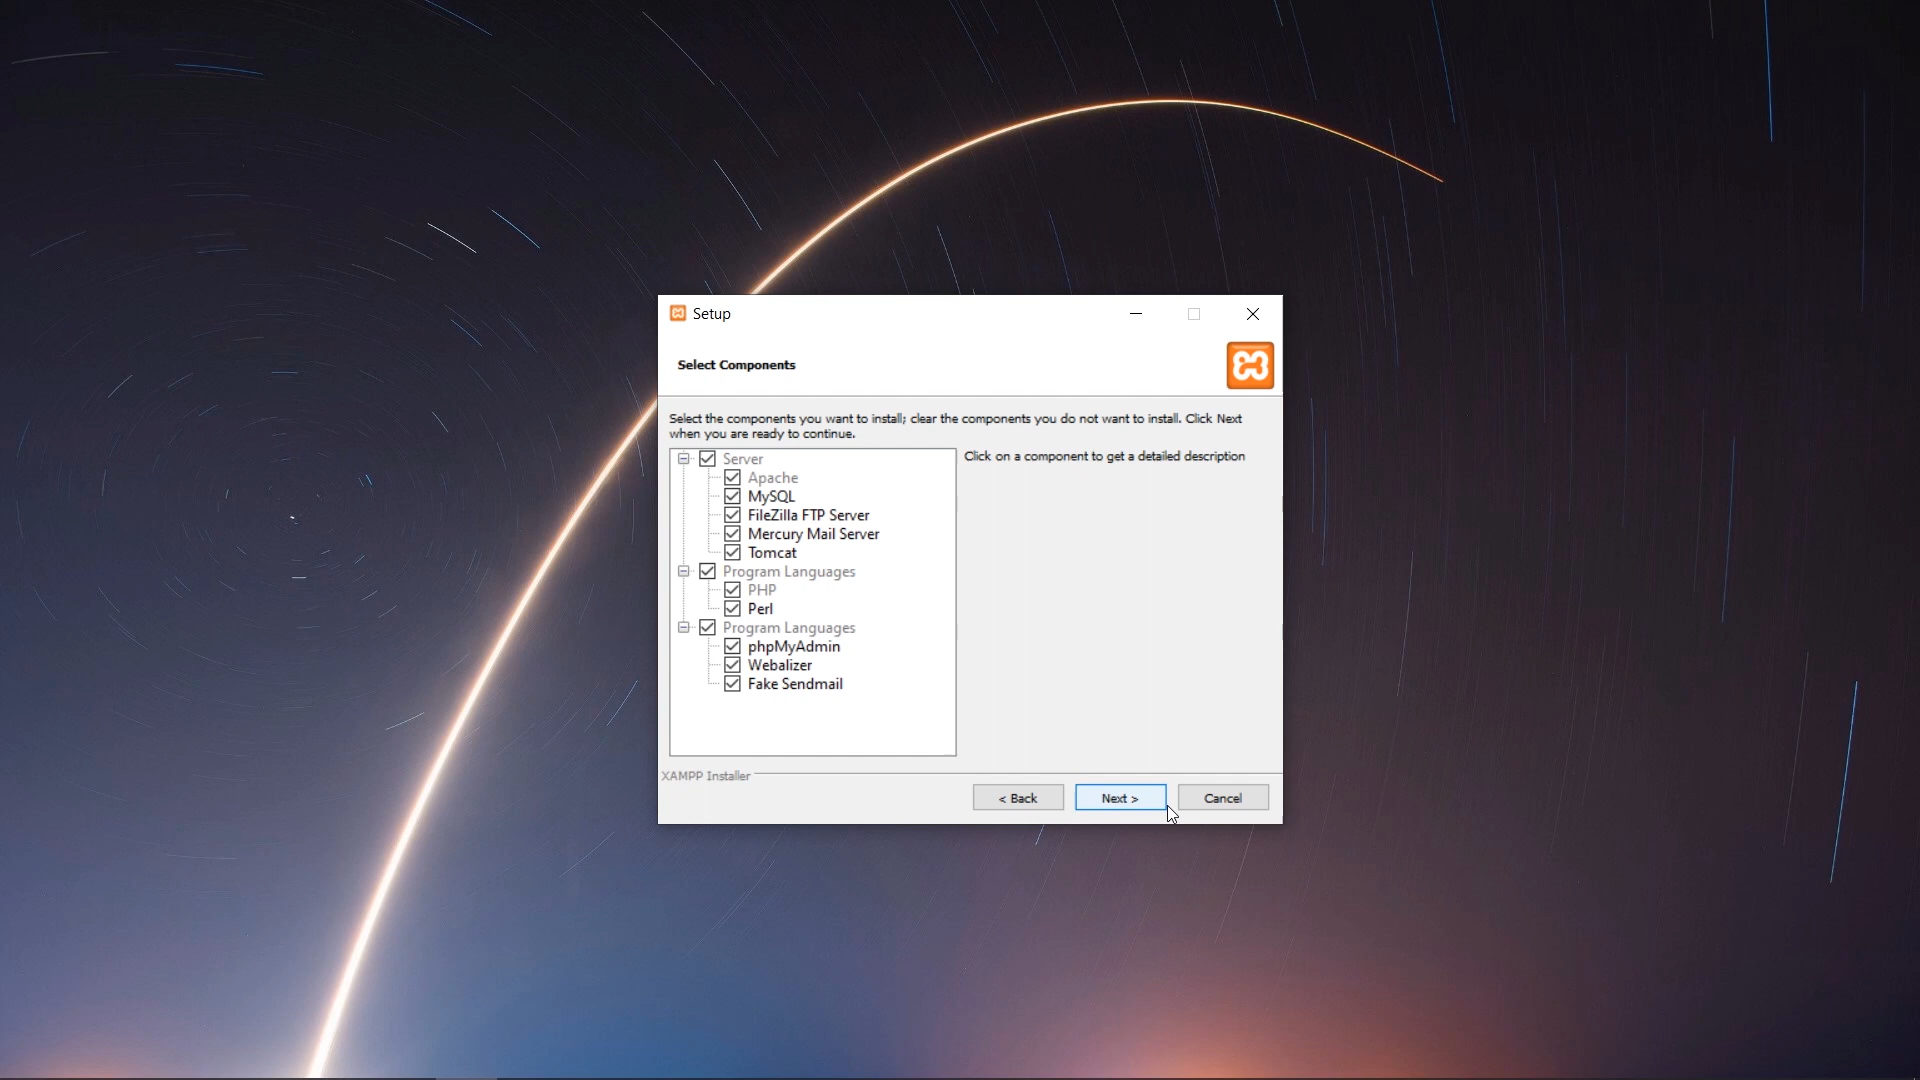 Setup
Select Components
Select the components you want to install; clear the components you do not want to install. Click Next
when you are ready to continue.
Click on a component to get a detailed description
Server
Apache
MySQL
FileZilla FTP Server
Mercury Mail Server
Tomcat
Program Languages
PHP
Perl
Program Languages
phpMyAdmin
Webalizer
Fake Sendmail
XAMPP Installer
< Back
Next >
Cancel